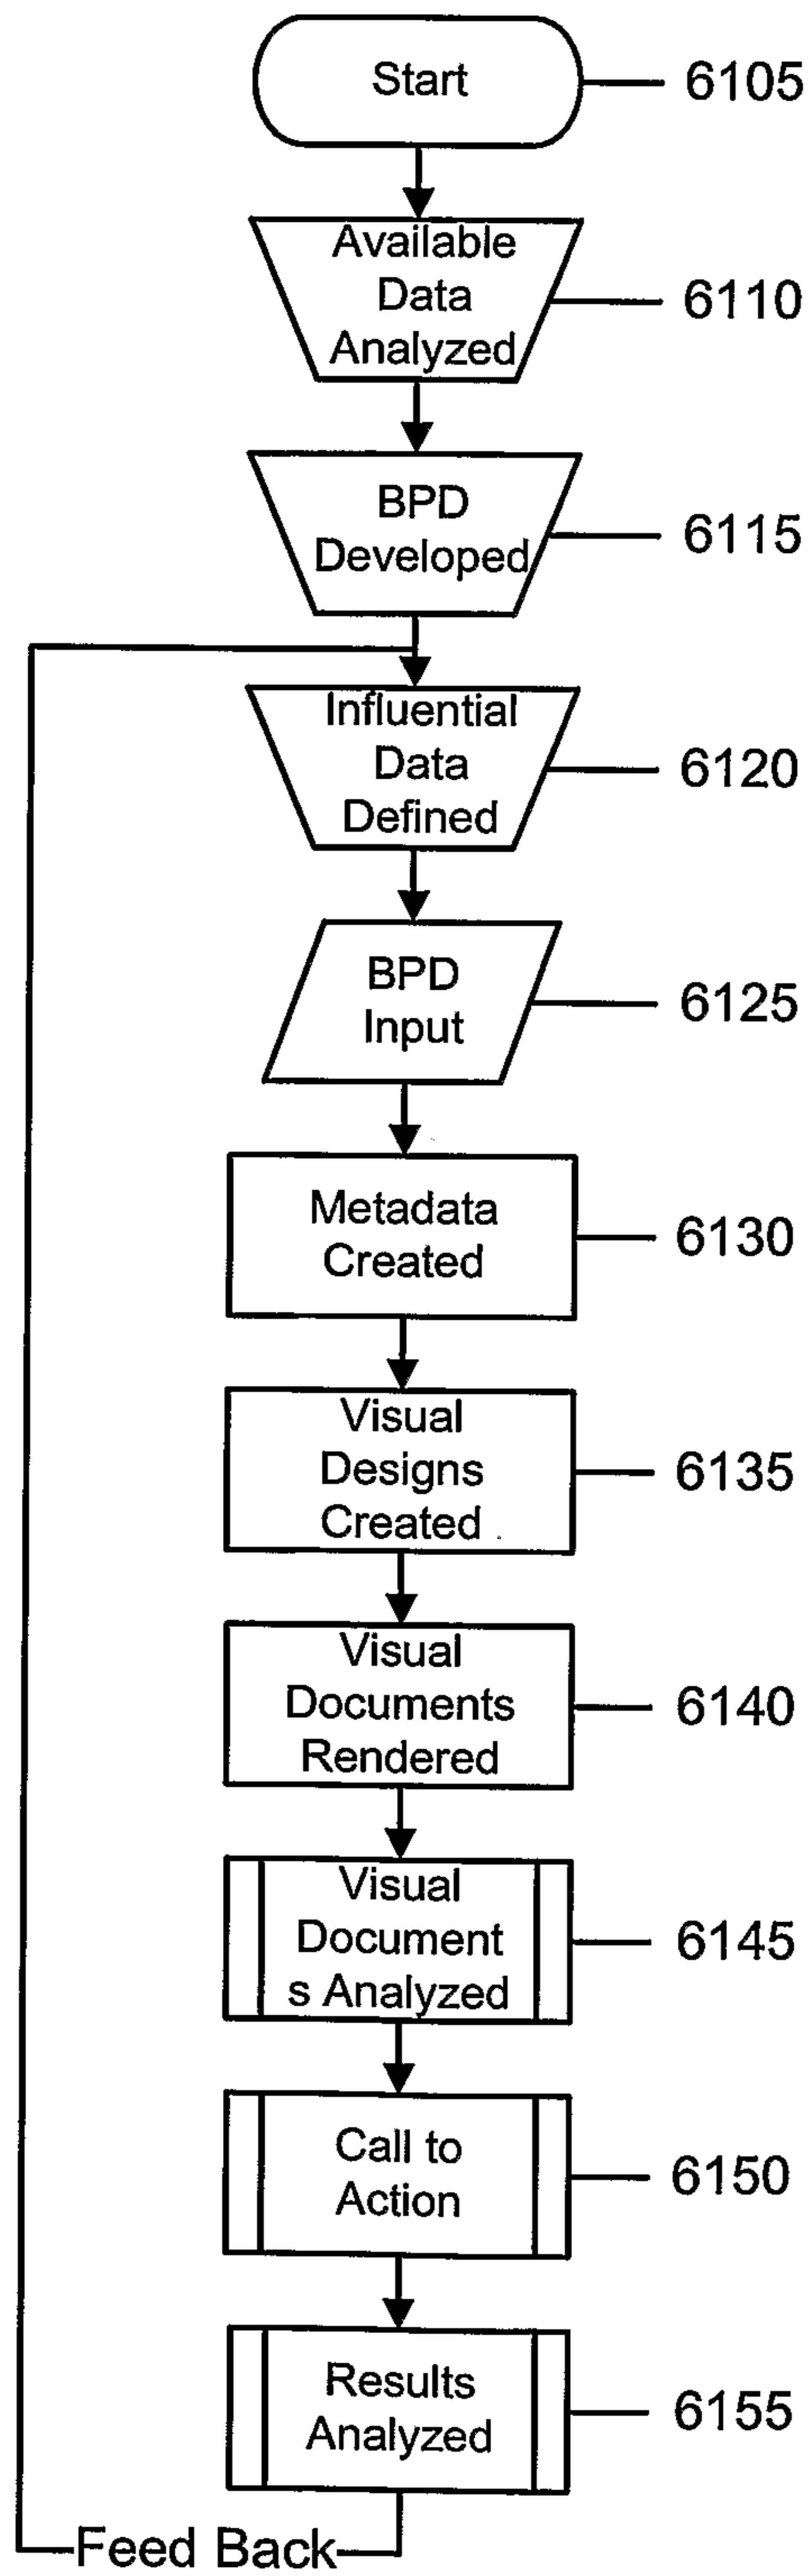 Start
6105
Available
Data
Analyzed
6110
BPD
Developed
6115
Influential
Data
Defined
6120
BPD
Input
6125
Metadata
Created
6130
Visual
Designs
Created
6135
Visual
Documents
Rendered
6140
Visual
Document
s Analyzed
6145
Call to
Action
6150
Results
Analyzed
6155
Feed Back